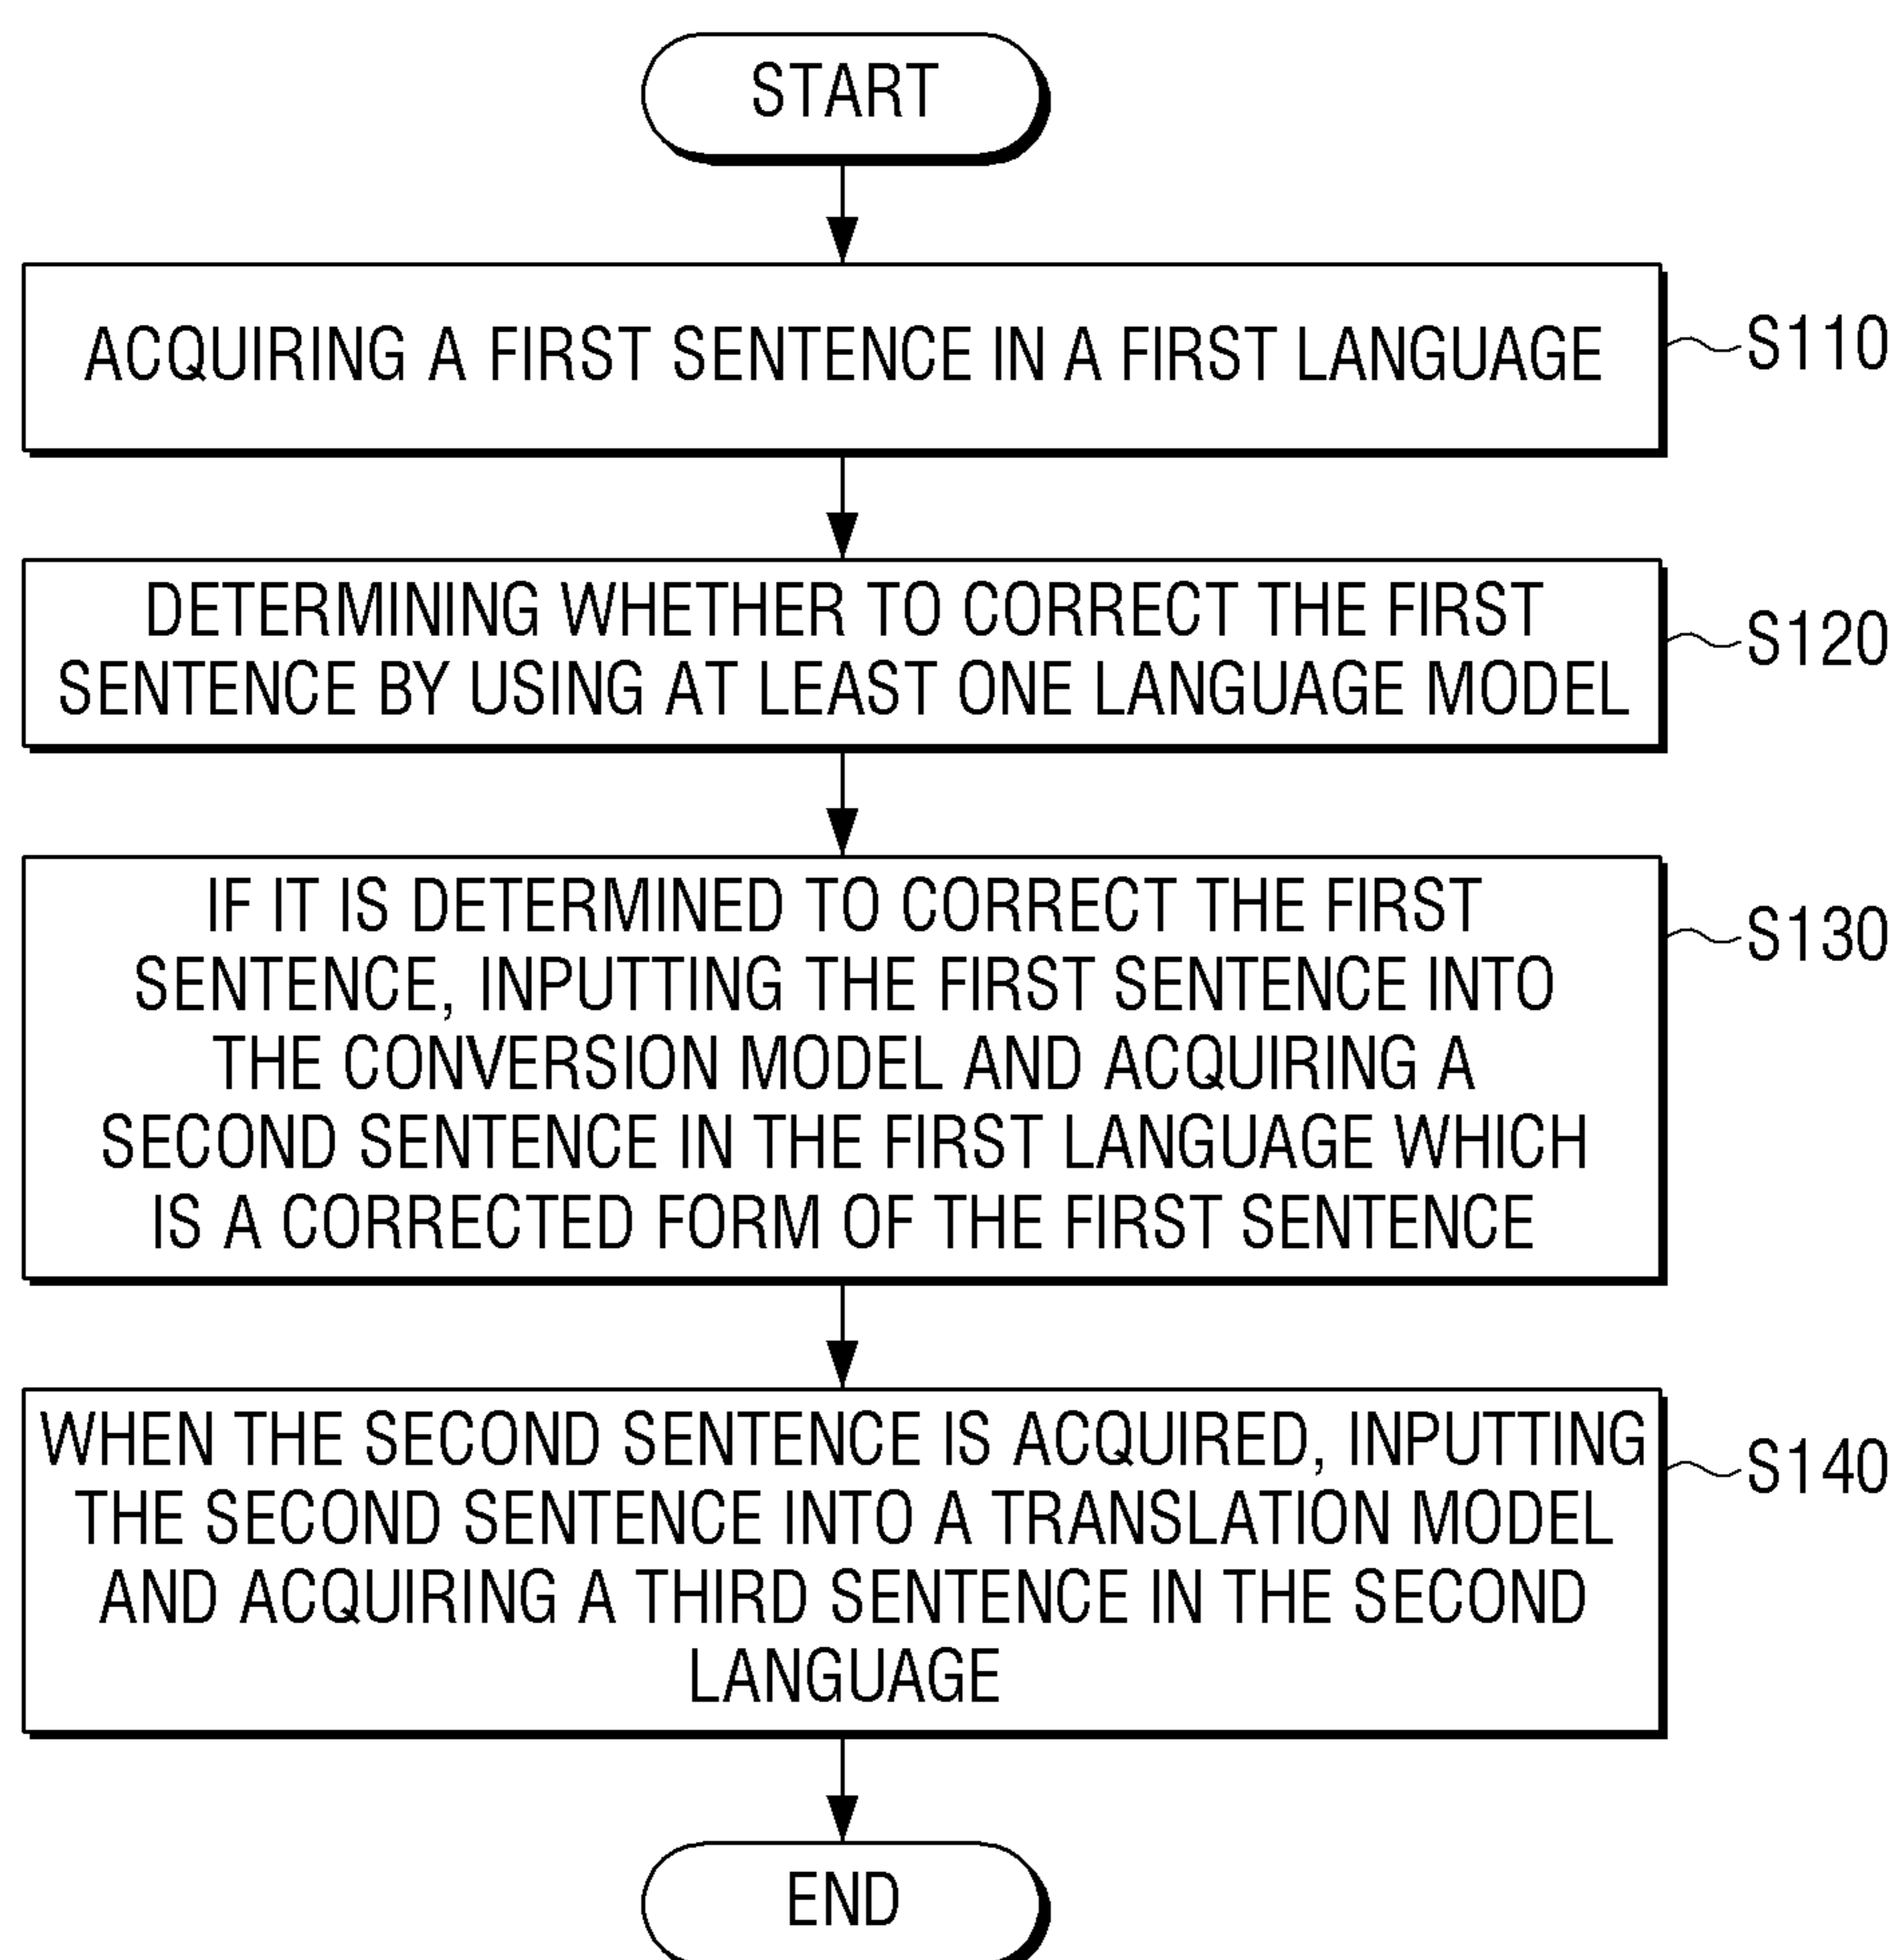 START
ACQUIRING A FIRST SENTENCE IN A FIRST LANGUAGE
S110
DETERMINING WHETHER TO CORRECT THE FIRST
SENTENCE BY USING AT LEAST ONE LANGUAGE MODEL
S120
IF IT IS DETERMINED TO CORRECT THE FIRST
SENTENCE, INPUTTING THE FIRST SENTENCE INTO
THE CONVERSION MODEL AND ACQUIRING A
SECOND SENTENCE IN THE FIRST LANGUAGE WHICH
IS A CORRECTED FORM OF THE FIRST SENTENCE
S130
WHEN THE SECOND SENTENCE IS ACQUIRED, INPUTTING
THE SECOND SENTENCE INTO A TRANSLATION MODEL
AND ACQUIRING A THIRD SENTENCE IN THE SECOND
LANGUAGE
S140
END